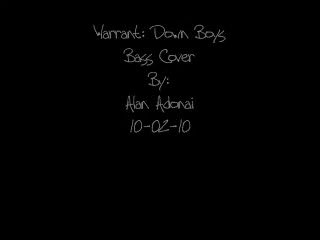 Warrant: Down Boys
Bass Cover
By:
Alan Adonai
10-02-10